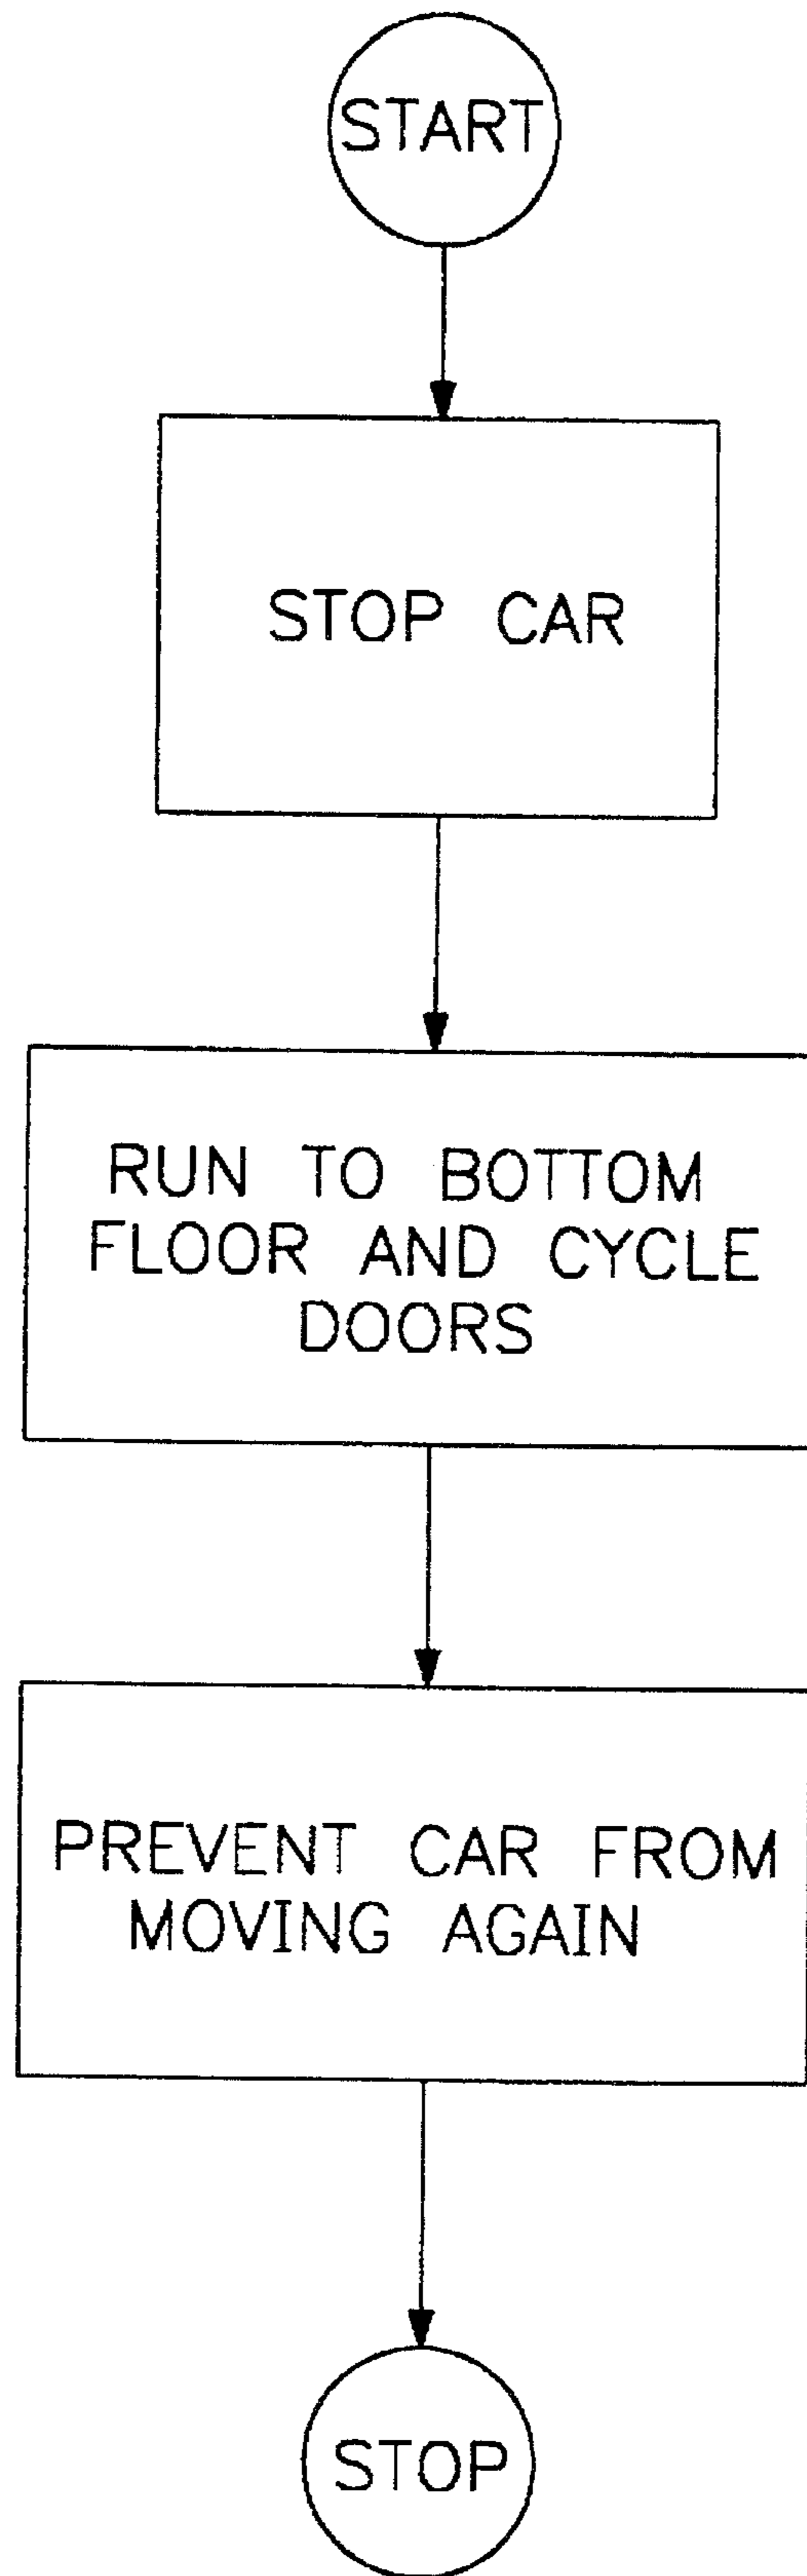 START
STOP CAR
RUN TO BOTTOM
FLOOR AND CYCLE
DOORS
PREVENT CAR FROM
MOVING AGAIN
STOP